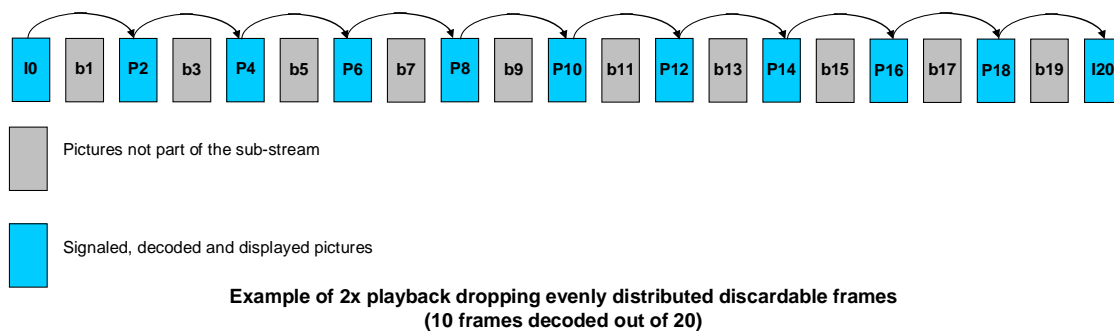 I0 b1 P2 b3 P4 b5 P6 b7 P8 b9 P10 b11 P12 b13 P14 b15 P16 b17 P18 b19 I20
Pictures not part of the sub-stream
Signaled, decoded and displayed pictures
Example of 2x playback dropping evenly distributed discardable frames
(10 frames decoded out of 20)